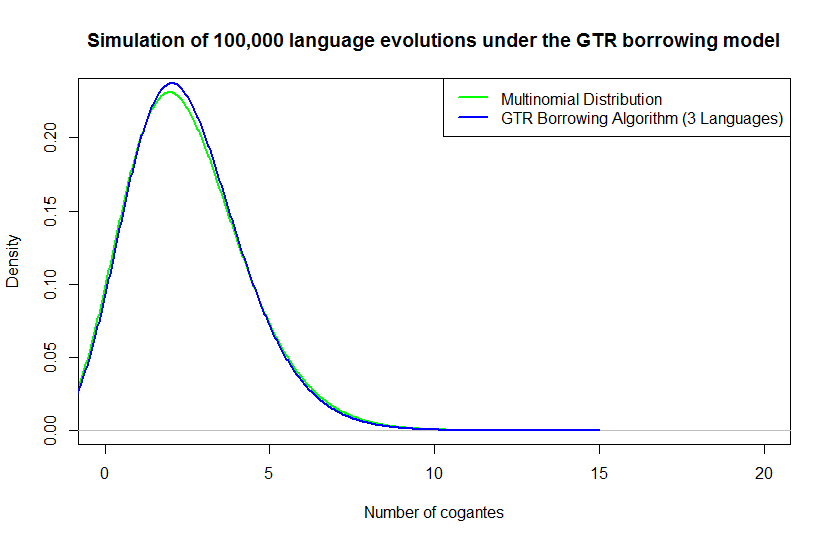 Simulation of 100,000 language evolutions under the GTR borrowing model
Multinomial Distribution
GTR Borrowing Algorithm (3 Languages)
Density
0.20
0.15
0.10
0.05
0.00
0 5 10 15 20
Number of cogantes